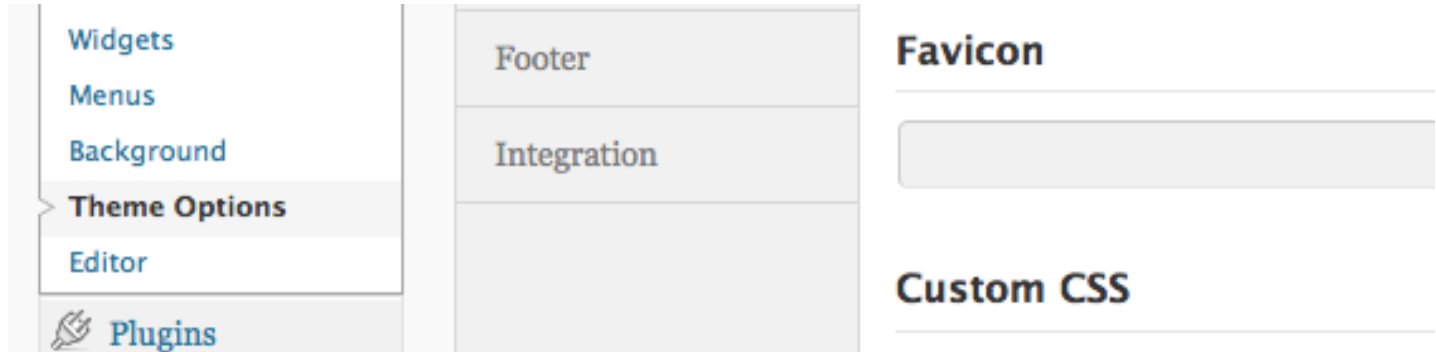 Widgets
Menus
Background
Theme Options
Editor
Plugins
Footer
Integration
Favicon
Custom CSS